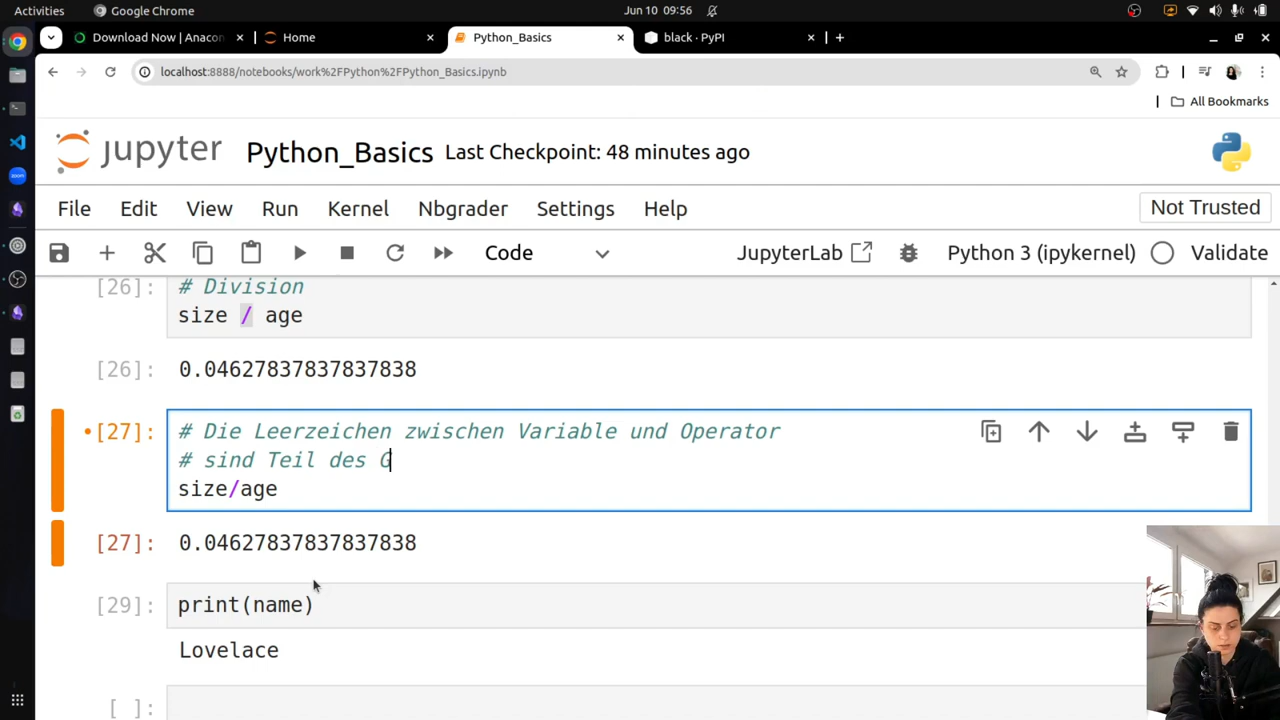 Activities Google Chrome Jun 10 09:56
Download Now | Anacon Home Python_Basics black · PyPI
localhost:8888/notebooks/work%2FPython%2FPython_Basics.ipynb
All Bookmarks
jupyter Python_Basics Last Checkpoint: 48 minutes ago
File Edit View Run Kernel Nbgrader Settings Help Not Trusted
Code JupyterLab Python 3 (ipykernel) Validate
[26]: # Division
size / age
[26]: 0.04627837837837838
[27]: # Die Leerzeichen zwischen Variable und Operator
# sind Teil des G
size/age
[27]: 0.04627837837837838
[29]: print(name)
Lovelace
[ ]: